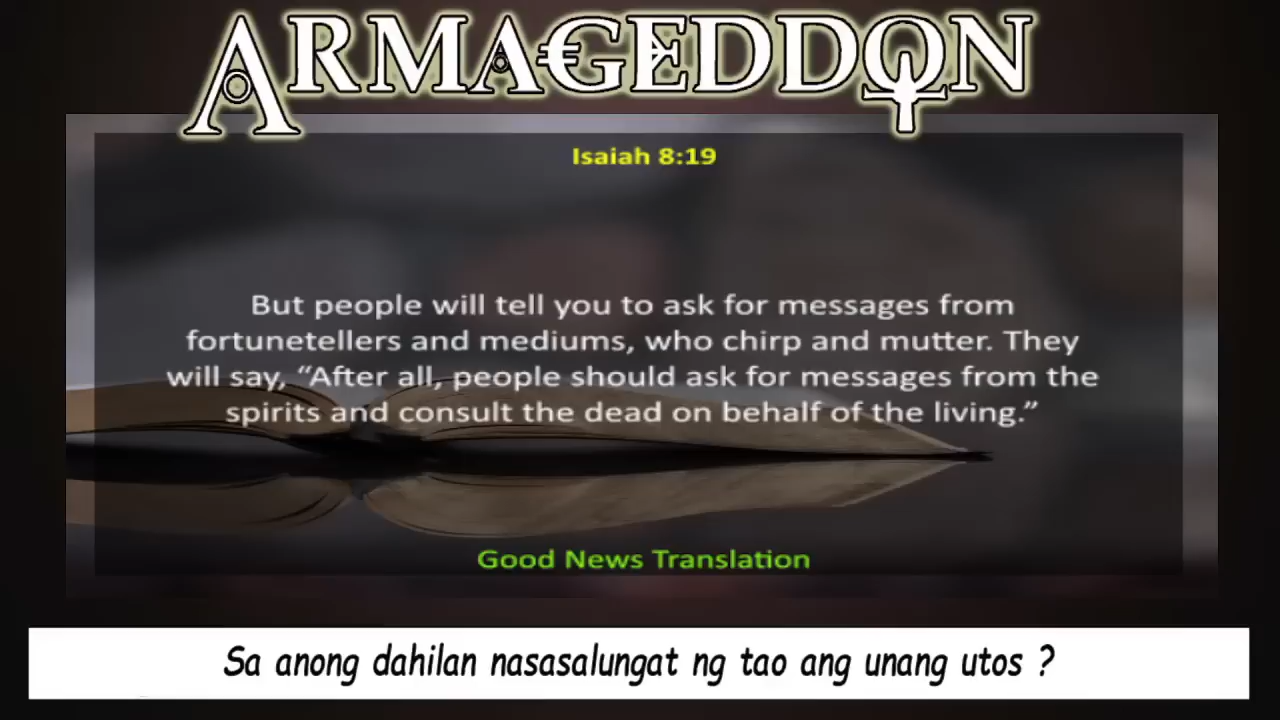 ARMAGEDDON
Isaiah 8:19
But people will tell you to ask for messages from
fortunetellers and mediums, who chirp and mutter. They
will say, “After all, people should ask for messages from the
spirits and consult the dead on behalf of the living.”
Good News Translation
Sa anong dahilan nasasalungat ng tao ang unang utos ?